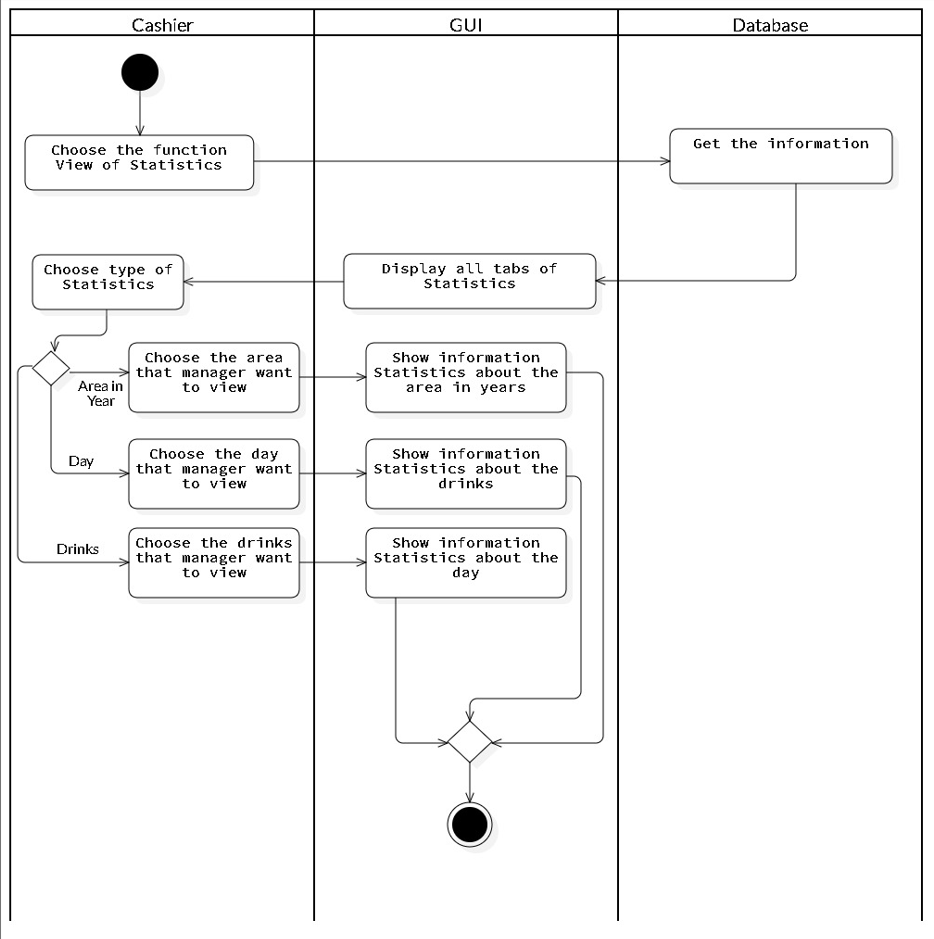 Cashier
GUI
Database
Choose the function
View of Statistics
Get the information
Choose type of
Statistics
Display all tabs of
Statistics
Area in
Year
Choose the area
that manager want
to view
Show information
Statistics about the
area in years
Day
Choose the day
that manager want
to view
Show information
Statistics about the
drinks
Drinks
Choose the drinks
that manager want
to view
Show information
Statistics about the
day